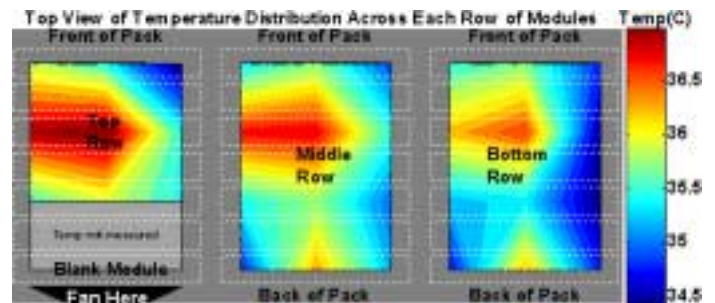 Top View of Temperature Distribution Across Each Row of Modules
Temp(C)
Front of Pack
Front of Pack
Front of Pack
Top
Row
Middle
Row
Bottom
Row
Temp not measured
Blank Module
Fan Here
Back of Pack
Back of Pack
36.5
36
35.5
35
34.5